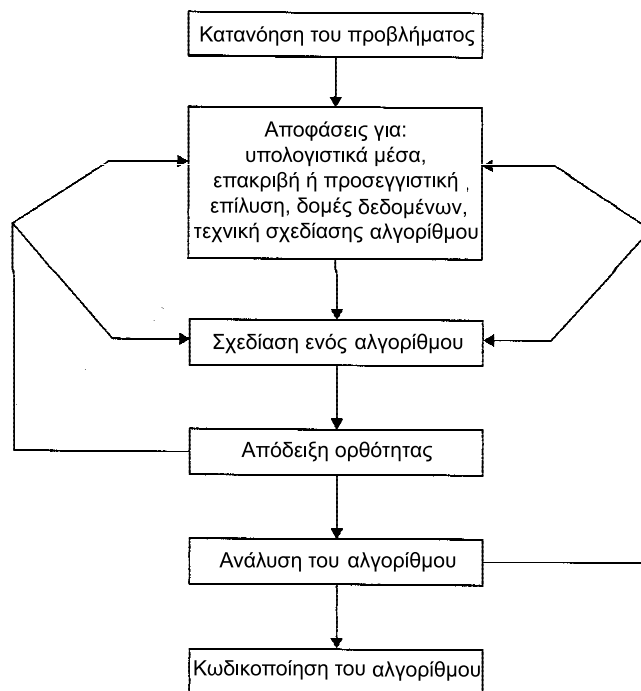 Κατανόηση του προβλήματος
Αποφάσεις για:
υπολογιστικά μέσα,
επακριβή ή προσεγγιστική ,
επίλυση, δομές δεδομένων,
τεχνική σχεδίασης αλγορίθμου
Σχεδίαση ενός αλγορίθμου
Απόδειξη ορθότητας
Ανάλυση του αλγορίθμου
Κωδικοποίηση του αλγορίθμου